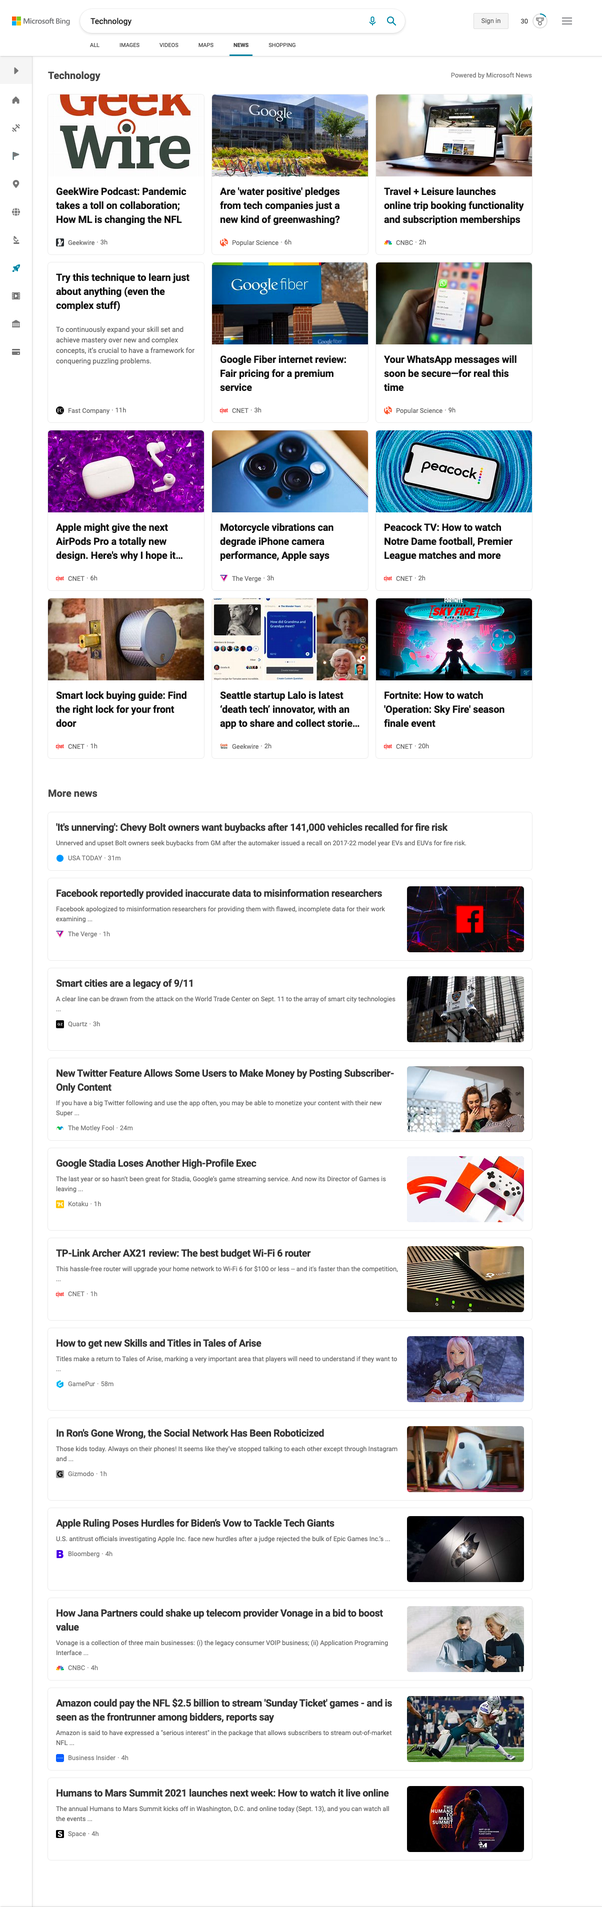 Microsoft Bing
Technology
Sign in
30
ALL
IMAGES
VIDEOS
MAPS
NEWS
SHOPPING
Technology
Powered by Microsoft News
GeekWire
GeekWire Podcast: Pandemic
takes a toll on collaboration;
How ML is changing the NFL
Geekwire · 3h
Google
Are 'water positive' pledges
from tech companies just a
new kind of greenwashing?
Popular Science · 6h
Travel + Leisure launches
online trip booking functionality
and subscription memberships
CNBC · 2h
Try this technique to learn just
about anything (even the
complex stuff)
To continuously expand your skill set and
achieve mastery over new and complex
concepts, it's crucial to have a framework for
conquering puzzling problems.
Fast Company · 11h
Google fiber
Google Fiber internet review:
Fair pricing for a premium
service
CNET · 3h
Your WhatsApp messages will
soon be secure—for real this
time
Popular Science · 9h
Apple might give the next
AirPods Pro a totally new
design. Here's why I hope it...
CNET · 6h
Motorcycle vibrations can
degrade iPhone camera
performance, Apple says
The Verge · 3h
peacock
Peacock TV: How to watch
Notre Dame football, Premier
League matches and more
CNET · 2h
Smart lock buying guide: Find
the right lock for your front
door
CNET · 1h
Seattle startup Lalo is latest
'death tech' innovator, with an
app to share and collect storie...
Geekwire · 2h
SKY FIRE
Fortnite: How to watch
'Operation: Sky Fire' season
finale event
CNET · 20h
More news
'It's unnerving': Chevy Bolt owners want buybacks after 141,000 vehicles recalled for fire risk
Unnerved and upset Bolt owners seek buybacks from GM after the automaker issued a recall on 2017-22 model year EVs and EUVs for fire risk.
USA TODAY · 31m
Facebook reportedly provided inaccurate data to misinformation researchers
Facebook apologized to misinformation researchers for providing them with flawed, incomplete data for their work
examining ...
The Verge · 1h
Smart cities are a legacy of 9/11
A clear line can be drawn from the attack on the World Trade Center on Sept. 11 to the array of smart city technologies
...
Quartz · 3h
New Twitter Feature Allows Some Users to Make Money by Posting Subscriber-
Only Content
If you have a big Twitter following and use the app often, you may be able to monetize your content with their new
Super ...
The Motley Fool · 24m
Google Stadia Loses Another High-Profile Exec
The last year or so hasn't been great for Stadia, Google's game streaming service. And now its Director of Games is
leaving ...
Kotaku · 1h
TP-Link Archer AX21 review: The best budget Wi-Fi 6 router
This hassle-free router will upgrade your home network to Wi-Fi 6 for $100 or less -- and it's faster than the competition,
...
CNET · 1h
How to get new Skills and Titles in Tales of Arise
Titles make a return to Tales of Arise, marking a very important area that players will need to understand if they want to
...
GamePur · 58m
In Ron's Gone Wrong, the Social Network Has Been Roboticized
Those kids today. Always on their phones! It seems like they've stopped talking to each other except through Instagram
and ...
Gizmodo · 1h
Apple Ruling Poses Hurdles for Biden's Vow to Tackle Tech Giants
U.S. antitrust officials investigating Apple Inc. face new hurdles after a judge rejected the bulk of Epic Games Inc.'s ...
Bloomberg · 4h
How Jana Partners could shake up telecom provider Vonage in a bid to boost
value
Vonage is a collection of three main businesses: (i) the legacy consumer VOIP business; (ii) Application Programing
Interface ...
CNBC · 4h
Amazon could pay the NFL $2.5 billion to stream 'Sunday Ticket' games - and is
seen as the frontrunner among bidders, reports say
Amazon is said to have expressed a "serious interest" in the package that allows subscribers to stream out-of-market
NFL ...
Business Insider · 4h
Humans to Mars Summit 2021 launches next week: How to watch it live online
The annual Humans to Mars Summit kicks off in Washington, D.C. and online today (Sept. 13), and you can watch all
the events ...
Space · 4h
THE
HUMANS
TO
MARS
SUMMIT
2021